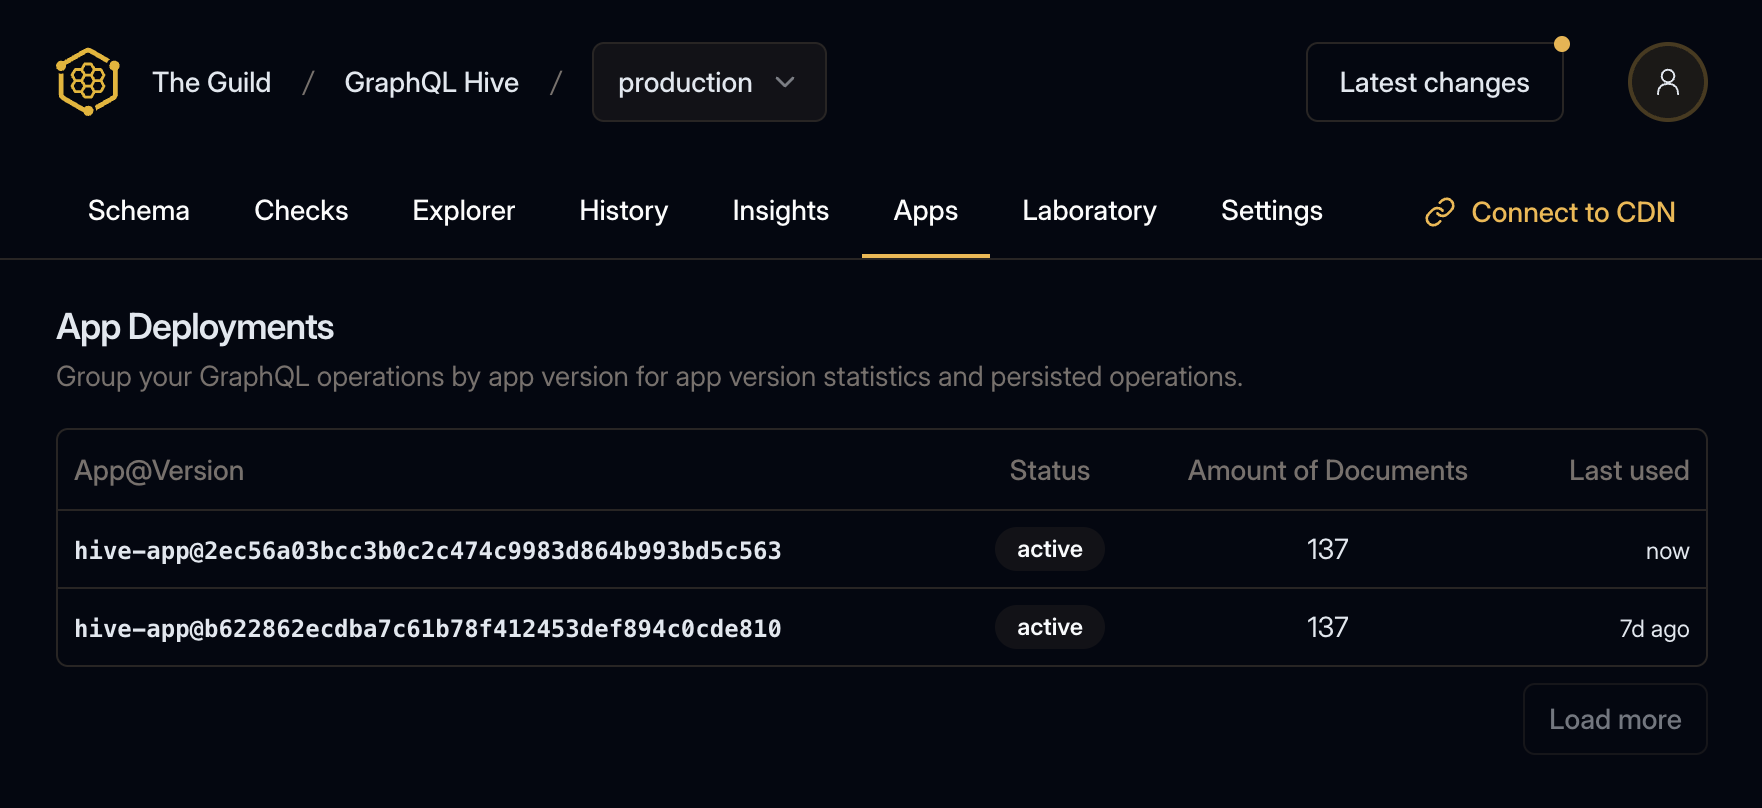 The Guild / GraphQL Hive / production Latest changes
Schema Checks Explorer History Insights Apps Laboratory Settings Connect to CDN
App Deployments
Group your GraphQL operations by app version for app version statistics and persisted operations.
App@Version Status Amount of Documents Last used
hive-app@2ec56a03bcc3b0c2c474c9983d864b993bd5c563 active 137 now
hive-app@b622862ecdba7c61b78f412453def894c0cde810 active 137 7d ago
Load more